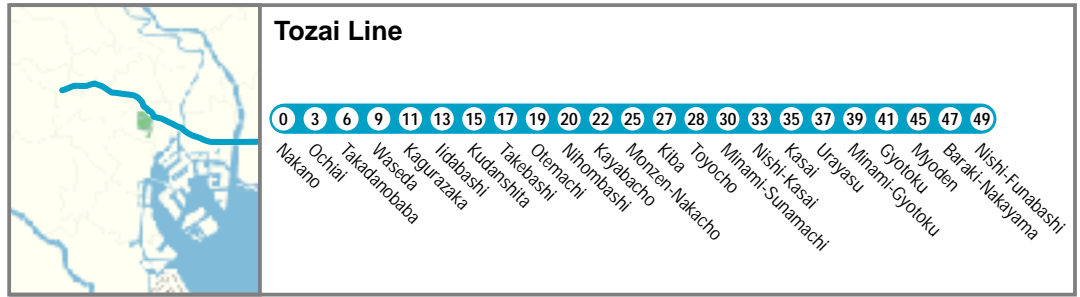 Tozai Line
0 3 6 9 11 13 15 17 19 20 22 25 27 28 30 33 35 37 39 41 45 47 49
Nakano
Ochiai
Takadanobaba
Waseda
Kagurazaka
Iidabashi
Kudanshita
Takebashi
Otemachi
Nihombashi
Kayabacho
Monzen-Nakacho
Kiba
Toyocho
Minami-Sunamachi
Nishi-Kasai
Kasai
Urayasu
Minami-Gyotoku
Gyotoku
Myoden
Baraki-Nakayama
Nishi-Funabashi